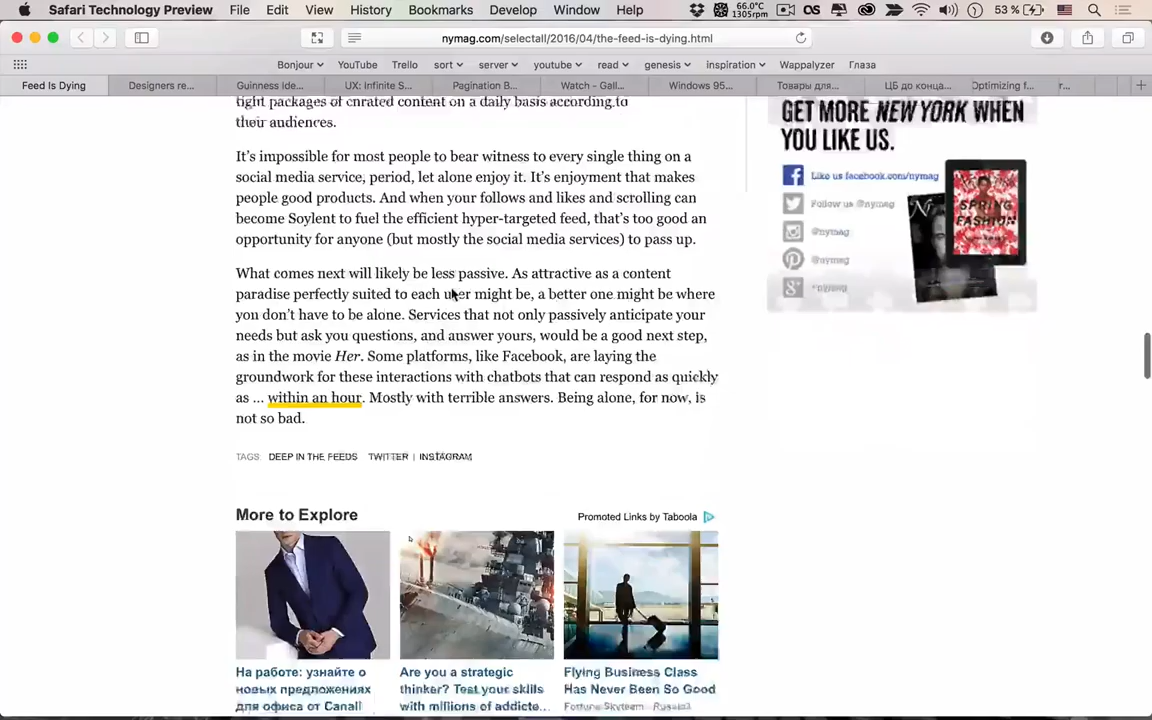 Safari Technology Preview File Edit View History Bookmarks Develop Window Help 66.0°C 1305rpm OS 53 %
nymag.com/selectall/2016/04/the-feed-is-dying.html
Bonjour YouTube Trello sort server youtube read genesis inspiration Wappalyzer Глаза
Feed Is Dying Designers re... Guinness Ide... UX: Infinite S... Pagination B... Watch - Gall... Windows 95... Товары для... ЦБ до конца... Optimizing f... r...
tight packages of curated content on a daily basis according to
their audiences.
It’s impossible for most people to bear witness to every single thing on a
social media service, period, let alone enjoy it. It’s enjoyment that makes
people good products. And when your follows and likes and scrolling can
become Soylent to fuel the efficient hyper-targeted feed, that’s too good an
opportunity for anyone (but mostly the social media services) to pass up.
What comes next will likely be less passive. As attractive as a content
paradise perfectly suited to each user might be, a better one might be where
you don’t have to be alone. Services that not only passively anticipate your
needs but ask you questions, and answer yours, would be a good next step,
as in the movie Her. Some platforms, like Facebook, are laying the
groundwork for these interactions with chatbots that can respond as quickly
as ... within an hour. Mostly with terrible answers. Being alone, for now, is
not so bad.
TAGS: DEEP IN THE FEEDS TWITTER | INSTAGRAM
More to Explore
Promoted Links by Taboola
На работе: узнайте о
новых предложениях
для офиса от Canali
Are you a strategic
thinker? Test your skills
with millions of addicte...
Flying Business Class
Has Never Been So Good
Fortune Skyteam Russia
GET MORE NEW YORK WHEN
YOU LIKE US.
Like us facebook.com/nymag
Follow us @nymag
@nymag
@nymag
+nymag
SPRING
FASHION